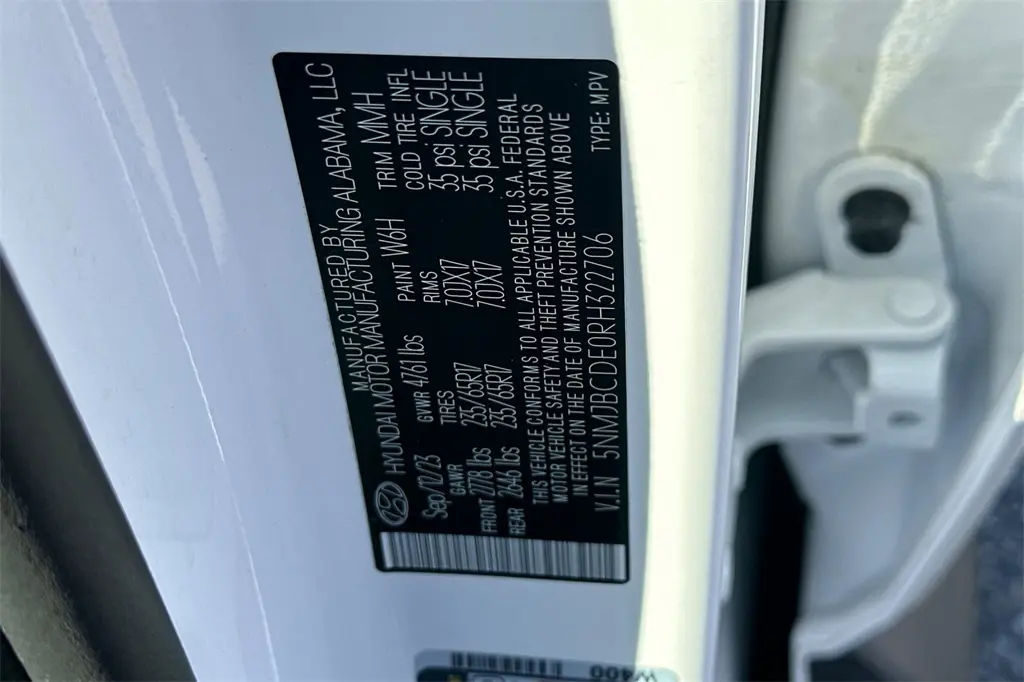 MANUFACTURED BY
HYUNDAI MOTOR MANUFACTURING ALABAMA, LLC
Sep/12/23 GVWR 4761 lbs PAINT W6H TRIM MMH
GAWR TIRES RIMS COLD TIRE INFL
FRONT 2778 lbs 235/65R17 7.0JX17 35 psi SINGLE
REAR 2646 lbs 235/65R17 7.0JX17 35 psi SINGLE
THIS VEHICLE CONFORMS TO ALL APPLICABLE U.S.A. FEDERAL
MOTOR VEHICLE SAFETY AND THEFT PREVENTION STANDARDS
IN EFFECT ON THE DATE OF MANUFACTURE SHOWN ABOVE
V.I.N 5NMJBCDE0RH322706 TYPE: MPV
W400